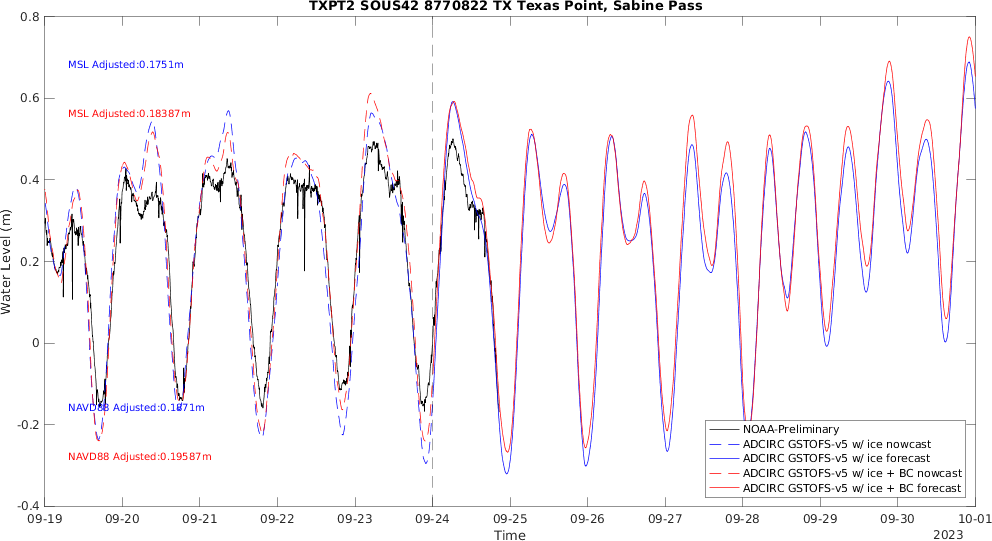 TXPT2 SOUS42 8770822 TX Texas Point, Sabine Pass
0.8
0.6
0.4
0.2
0
-0.2
-0.4
Water Level (m)
MSL Adjusted:0.1751m
MSL Adjusted:0.18387m
NAVD88 Adjusted:0.1871m
NAVD88 Adjusted:0.19587m
NOAA-Preliminary
ADCIRC GSTOFS-v5 w/ ice nowcast
ADCIRC GSTOFS-v5 w/ ice forecast
ADCIRC GSTOFS-v5 w/ ice + BC nowcast
ADCIRC GSTOFS-v5 w/ ice + BC forecast
09-19 09-20 09-21 09-22 09-23 09-24 09-25 09-26 09-27 09-28 09-29 09-30 10-01
Time
2023